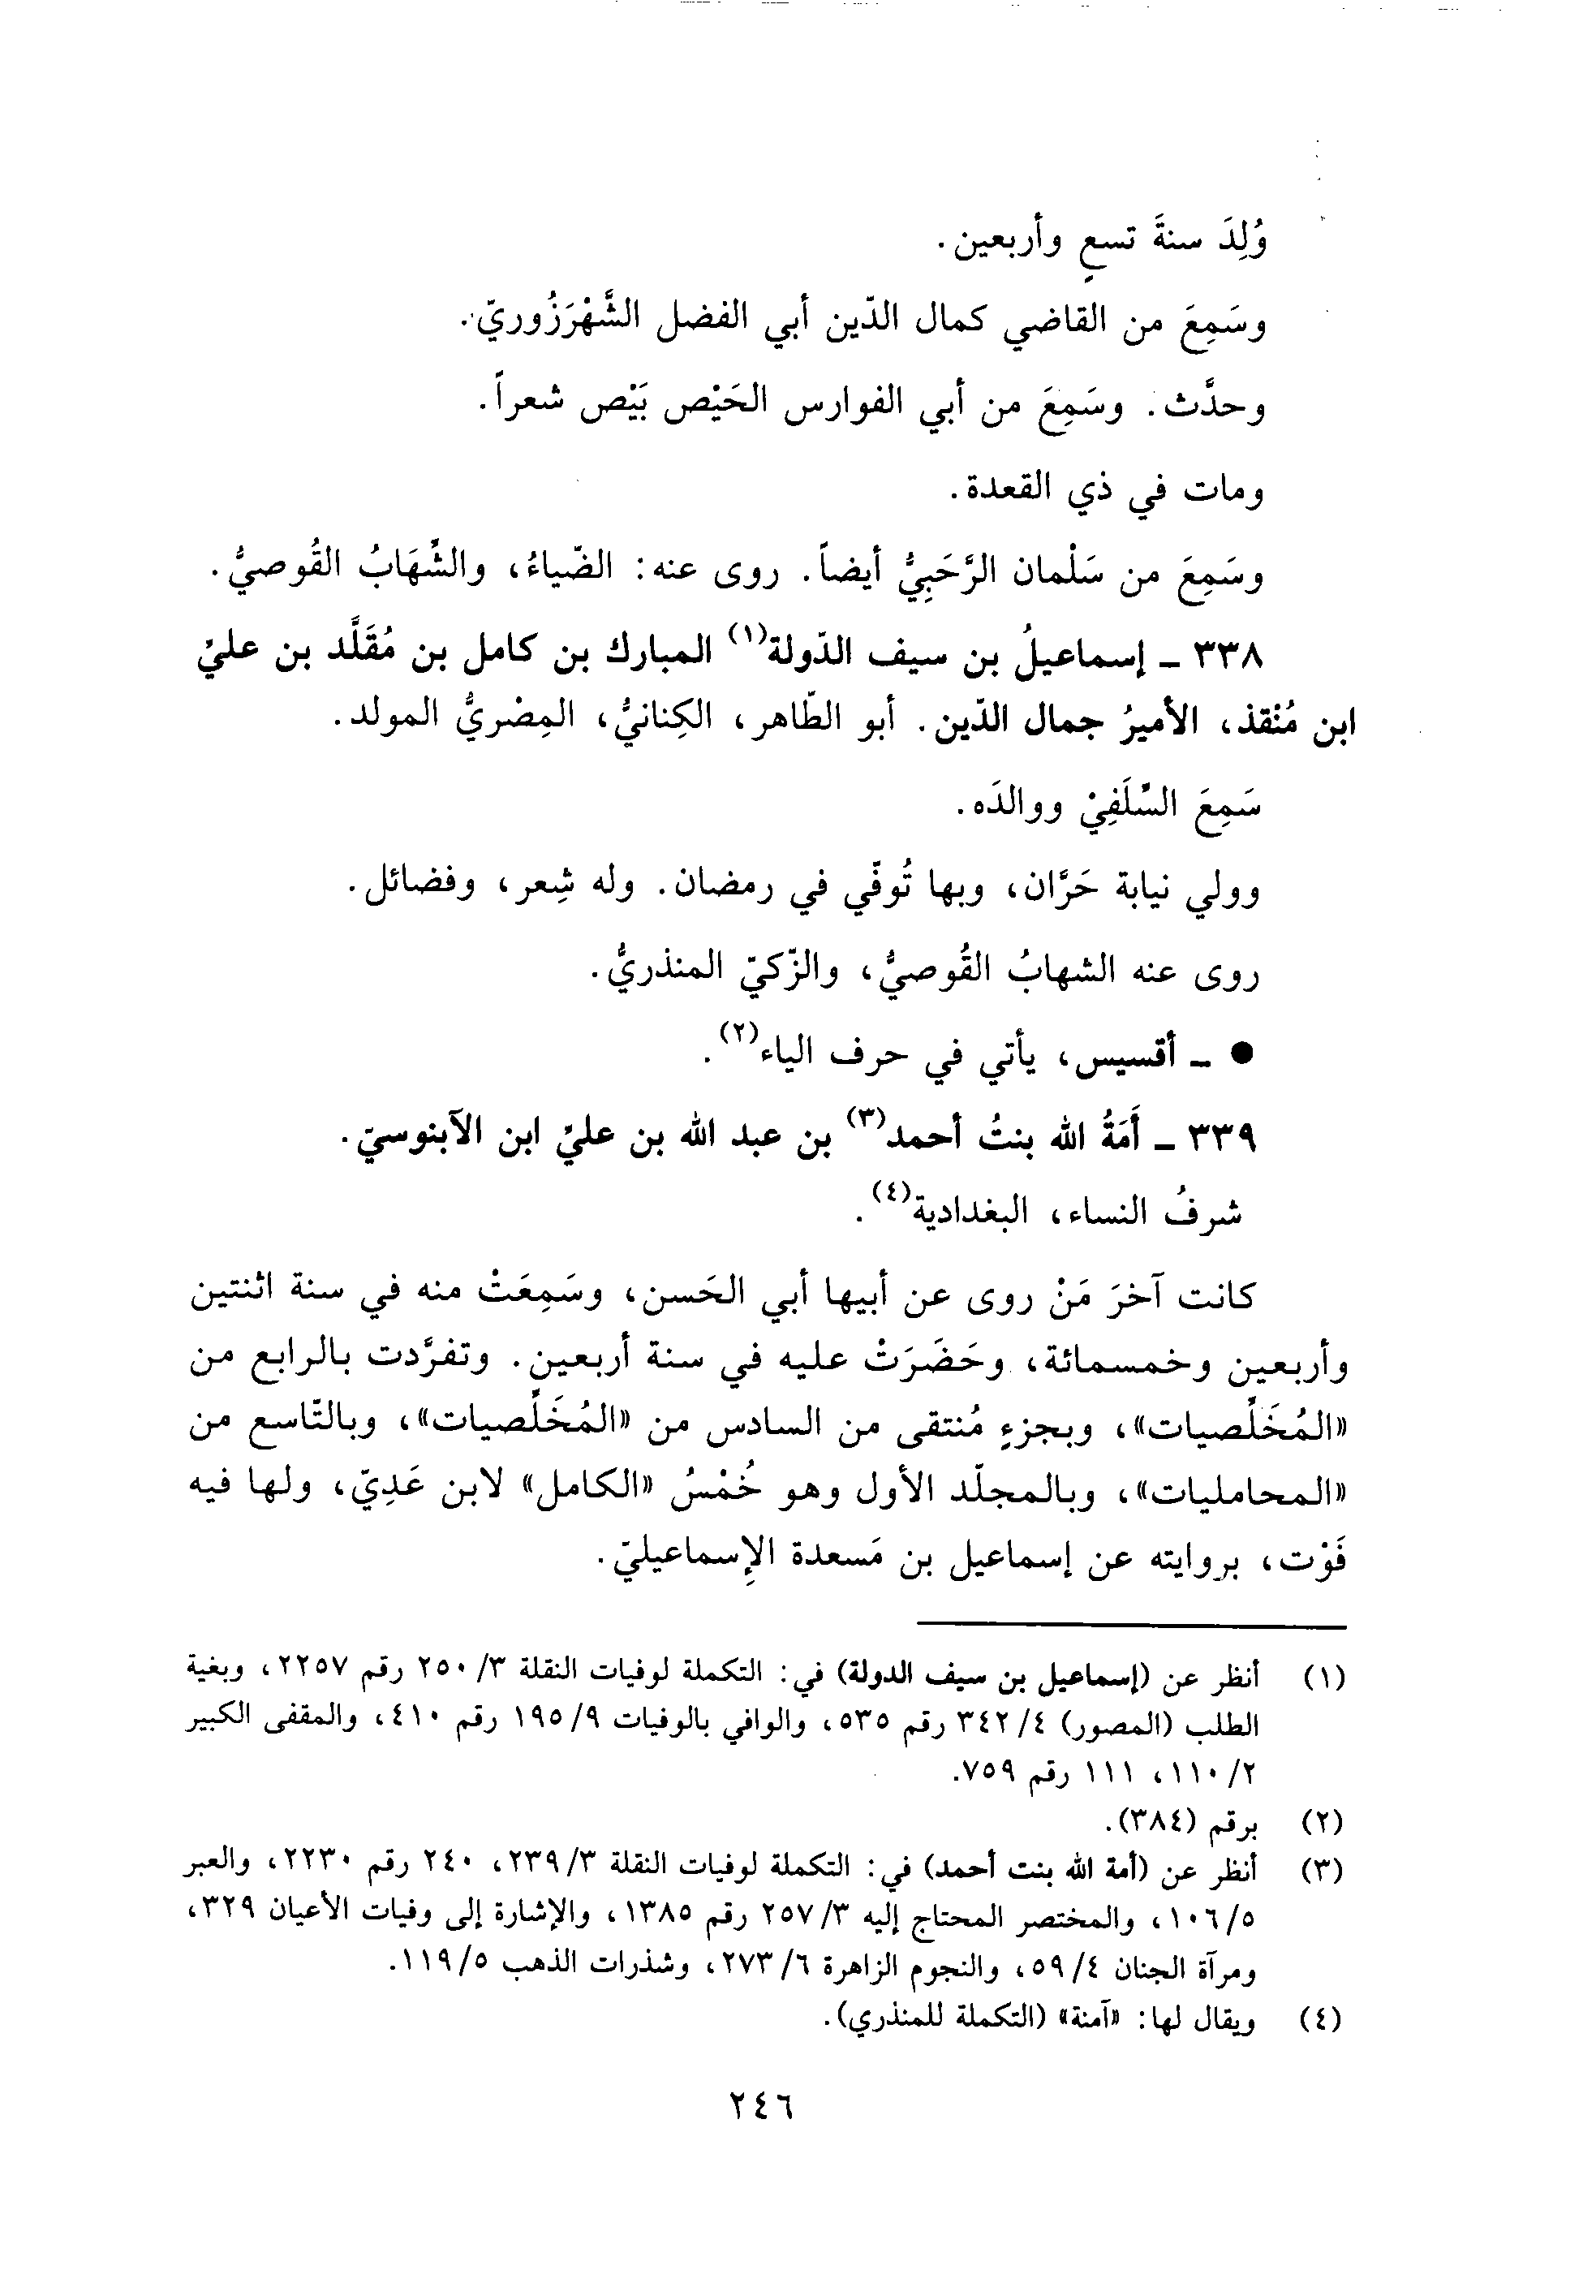 وُلِدَ سنةَ تسعٍ وأربعين.
وسَمِعَ من القاضي كمال الدّين أبي الفضل الشَّهْرَزُوريّ.
وحدَّث. وسَمِعَ من أبي الفوارس الحَيْص بَيْص شعراً.
ومات في ذي القعدة.
وسَمِعَ من سَلْمان الرَّحَبِيُّ أيضاً. روى عنه: الضّياءُ، والشِّهَابُ القُوصيُّ.
٣٣٨ ـ إسماعيلُ بن سيف الدّولة(١) المبارك بن كامل بن مُقَلَّد بن عليّ
ابن مُنْقذ، الأميرُ جمال الدّين. أبو الطّاهر، الكِنانيُّ، المِصْريُّ المولد.
سَمِعَ السِّلَفِيْ ووالدَه.
وولي نيابة حَرَّان، وبها تُوفّي في رمضان. وله شِعر، وفضائل.
روى عنه الشهابُ القُوصيُّ، والزّكيّ المنذريُّ.
● ـ أقسيس، يأتي في حرف الياء(٢).
٣٣٩ ـ أَمَةُ الله بنتُ أحمد(٣) بن عبد الله بن عليّ ابن الآبنوسيّ.
شرفُ النساء، البغدادية(٤).
كانت آخرَ مَنْ روى عن أبيها أبي الحَسن، وسَمِعَتْ منه في سنة اثنتين
وأربعين وخمسمائة، وحَضَرَتْ عليه في سنة أربعين. وتفرَّدت بالرابع من
«المُخَلِّصيات»، وبجزءٍ مُنتقى من السادس من «المُخَلِّصيات»، وبالتّاسع من
«المحامليات»، وبالمجلّد الأول وهو خُمْسُ «الكامل» لابن عَدِيّ، ولها فيه
فَوْت، بروايته عن إسماعيل بن مَسعدة الإِسماعيليّ.
(١) أنظر عن (إسماعيل بن سيف الدولة) في: التكملة لوفيات النقلة ٣/ ٢٥٠ رقم ٢٢٥٧، وبغية
الطلب (المصور) ٤/ ٣٤٢ رقم ٥٣٥، والوافي بالوفيات ٩/ ١٩٥ رقم ٤١٠، والمقفى الكبير
٢/ ١١٠، ١١١ رقم ٧٥٩.
(٢) برقم (٣٨٤).
(٣) أنظر عن (أمة الله بنت أحمد) في: التكملة لوفيات النقلة ٣/ ٢٣٩، ٢٤٠ رقم ٢٢٣٠، والعبر
٥/ ١٠٦، والمختصر المحتاج إليه ٣/ ٢٥٧ رقم ١٣٨٥، والإشارة إلى وفيات الأعيان ٣٢٩،
ومرآة الجنان ٤/ ٥٩، والنجوم الزاهرة ٦/ ٢٧٣، وشذرات الذهب ٥/ ١١٩.
(٤) ويقال لها: «آمنة» (التكملة للمنذري).
٢٤٦